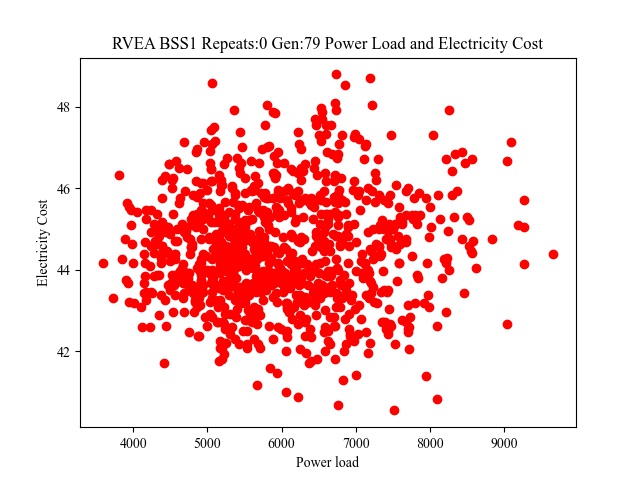 RVEA BSS1 Repeats:0 Gen:79 Power Load and Electricity Cost
48
46
44
42
Electricity Cost
4000 5000 6000 7000 8000 9000
Power load